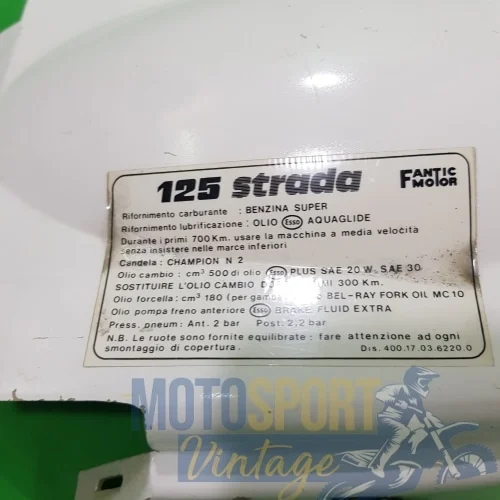 125 strada
FANTIC
MOTOR
Rifornimento carburante : BENZINA SUPER
Rifornimento lubrificazione: OLIO Esso AQUAGLIDE
Durante i primi 700 Km. usare la macchina a media velocità
senza insistere nelle marce inferiori
Candela : CHAMPION N 2
Olio cambio : cm³ 500 di olio Esso PLUS SAE 20 W SAE 30
SOSTITUIRE L'OLIO CAMBIO 300 Km.
Olio forcella : cm³ 180 (per gamba BEL-RAY FORK OIL MC 10
Olio pompa freno anteriore Esso BRAKE FLUID EXTRA
Press. pneum: Ant. 2 bar Post. 2,2 bar
N.B. Le ruote sono fornite equilibrate : fare attenzione ad ogni
smontaggio di copertura.
Dis. 400.17.03.6220.0
MOTOSPORT
Vintage